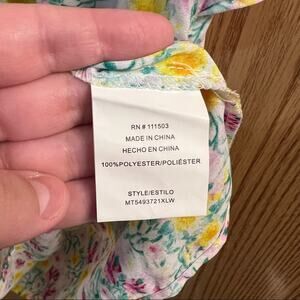 RN # 111503
MADE IN CHINA
HECHO EN CHINA
100%POLYESTER/POLIÉSTER
STYLE/ESTILO
MT5493721XLW